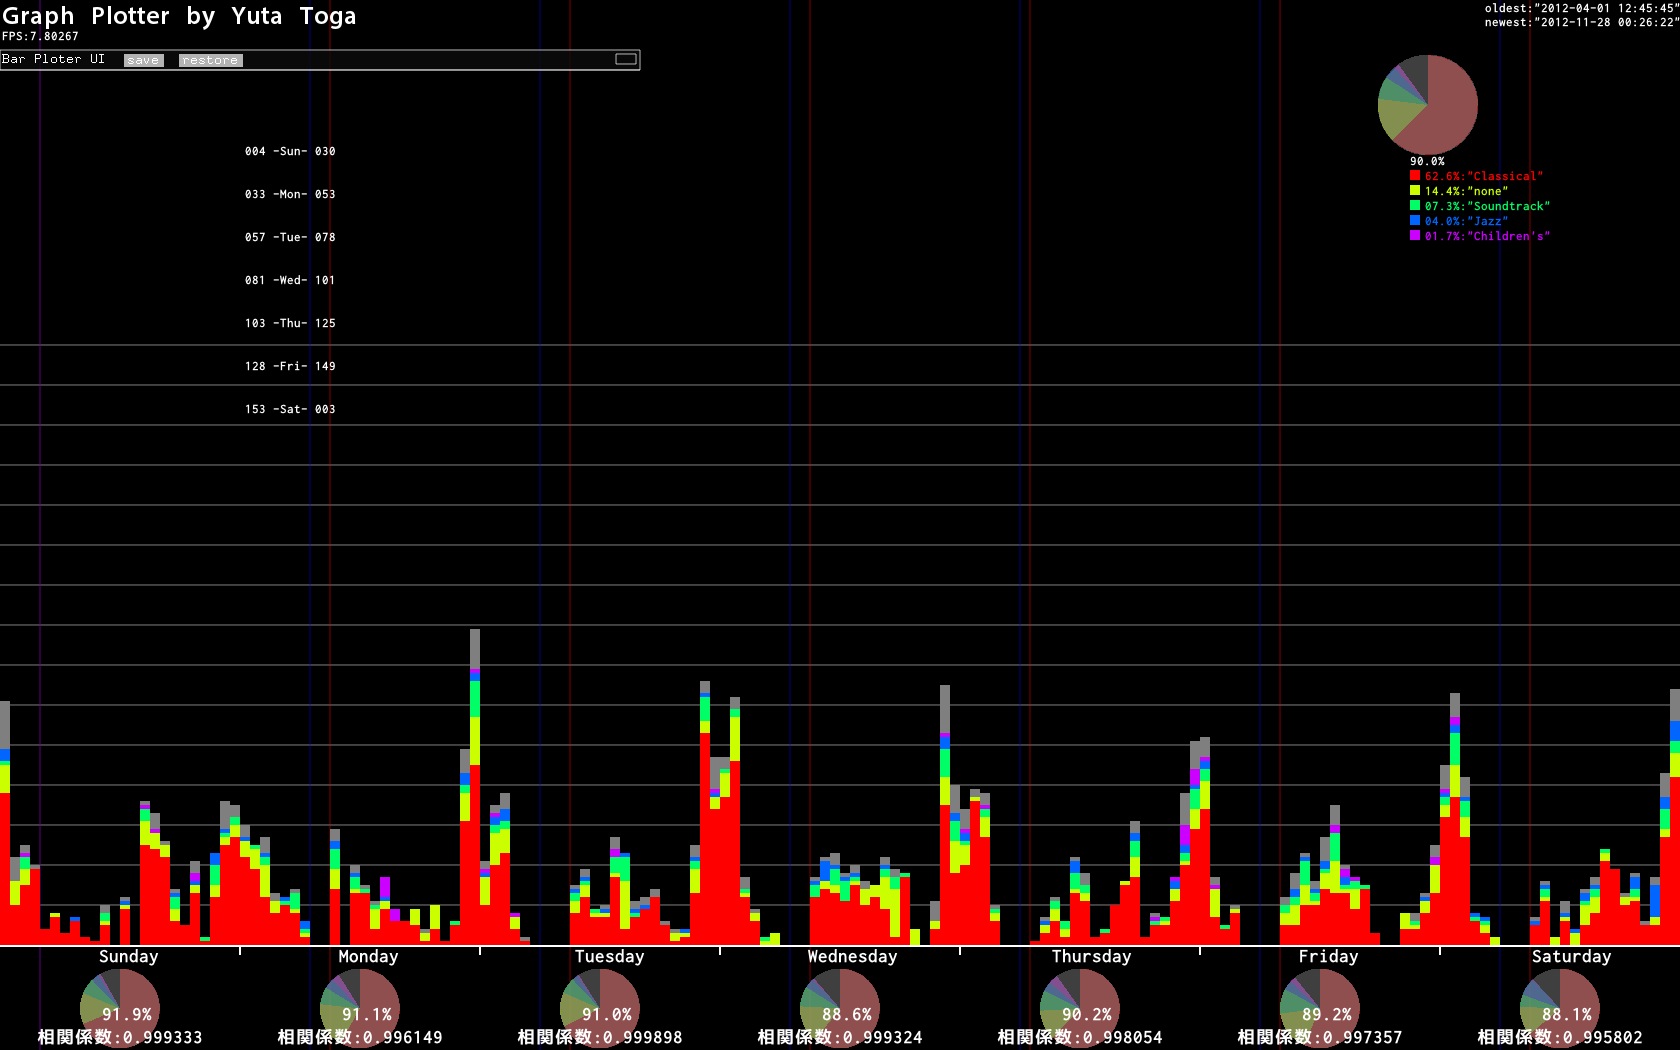 Graph Plotter by Yuta Toga
FPS:7.80267
oldest:"2012-04-01 12:45:45"
newest:"2012-11-28 00:26:22"
Bar Ploter UI save restore
004 -Sun- 030
033 -Mon- 053
057 -Tue- 078
081 -Wed- 101
103 -Thu- 125
128 -Fri- 149
153 -Sat- 003
90.0%
62.6%:"Classical"
14.4%:"none"
07.3%:"Soundtrack"
04.0%:"Jazz"
01.7%:"Children's"
Sunday Monday Tuesday Wednesday Thursday Friday Saturday
91.9% 91.1% 91.0% 88.6% 90.2% 89.2% 88.1%
相関係数:0.999333 相関係数:0.996149 相関係数:0.999898 相関係数:0.999324 相関係数:0.998054 相関係数:0.997357 相関係数:0.995802